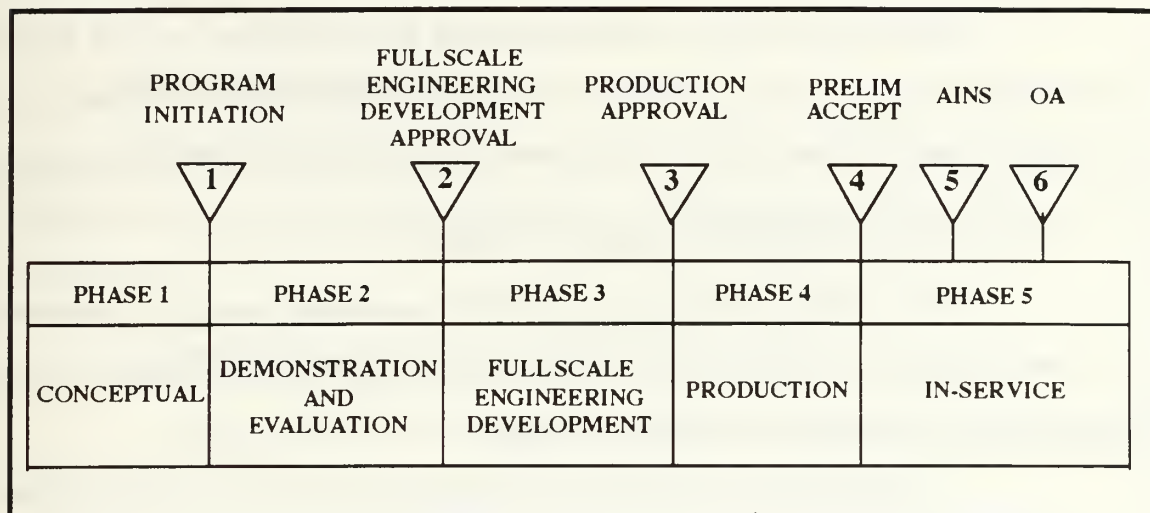 PROGRAM
INITIATION
FULLSCALE
ENGINEERING
DEVELOPMENT
APPROVAL
PRODUCTION
APPROVAL
PRELIM
ACCEPT
AINS
OA
1
2
3
4
5
6
PHASE 1
PHASE 2
PHASE 3
PHASE 4
PHASE 5
CONCEPTUAL
DEMONSTRATION
AND
EVALUATION
FULLSCALE
ENGINEERING
DEVELOPMENT
PRODUCTION
IN-SERVICE